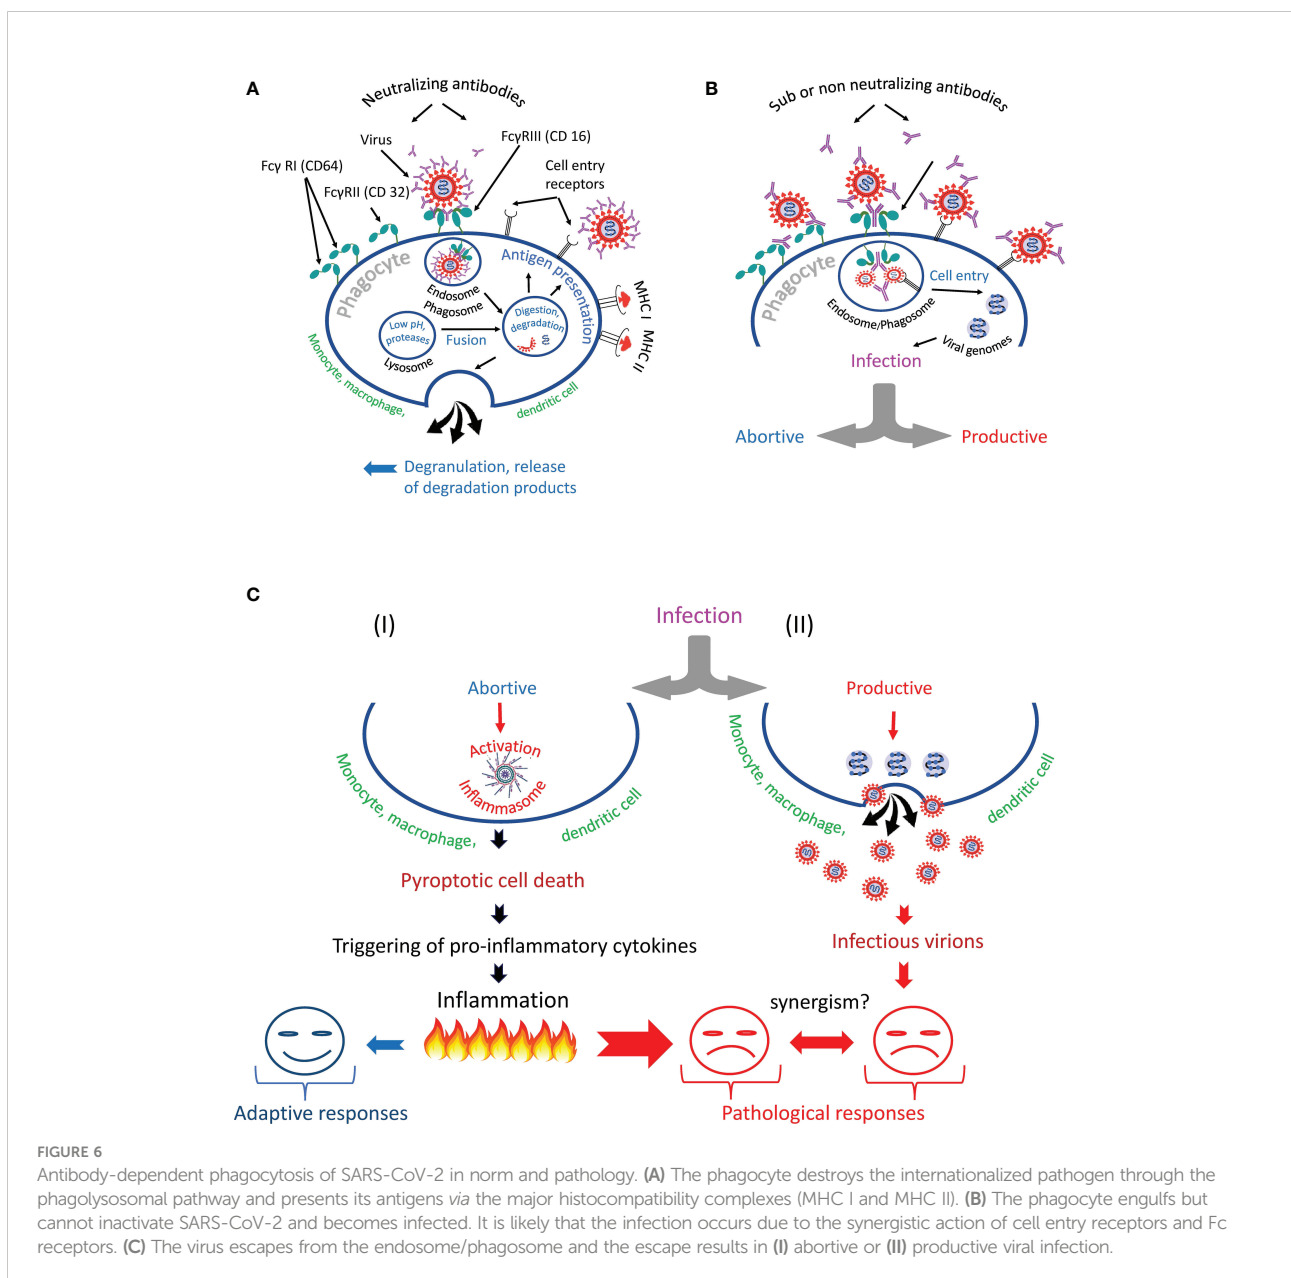 A
Neutralizing antibodies
Virus
FcγRIII (CD 16)
Fcγ RI (CD64)
FcγRII (CD 32)
Cell entry
receptors
Phagocyte
Antigen presentation
Endosome
Phagosome
Low pH,
proteases
Lysosome
Fusion
Digestion,
degradation
MHC I
MHC II
Monocyte, macrophage,
dendritic cell
Degranulation, release
of degradation products
B
Sub or non neutralizing antibodies
Phagocyte
Cell entry
Endosome/Phagosome
Viral genomes
Infection
Abortive
Productive
C
(I)
Infection
(II)
Abortive
Activation
Inflammasome
Monocyte, macrophage,
dendritic cell
Pyroptotic cell death
Triggering of pro-inflammatory cytokines
Inflammation
Productive
Monocyte, macrophage,
dendritic cell
Infectious virions
synergism?
Adaptive responses
Pathological responses
FIGURE 6
Antibody-dependent phagocytosis of SARS-CoV-2 in norm and pathology. (A) The phagocyte destroys the internationalized pathogen through the
phagolysosomal pathway and presents its antigens via the major histocompatibility complexes (MHC I and MHC II). (B) The phagocyte engulfs but
cannot inactivate SARS-CoV-2 and becomes infected. It is likely that the infection occurs due to the synergistic action of cell entry receptors and Fc
receptors. (C) The virus escapes from the endosome/phagosome and the escape results in (I) abortive or (II) productive viral infection.